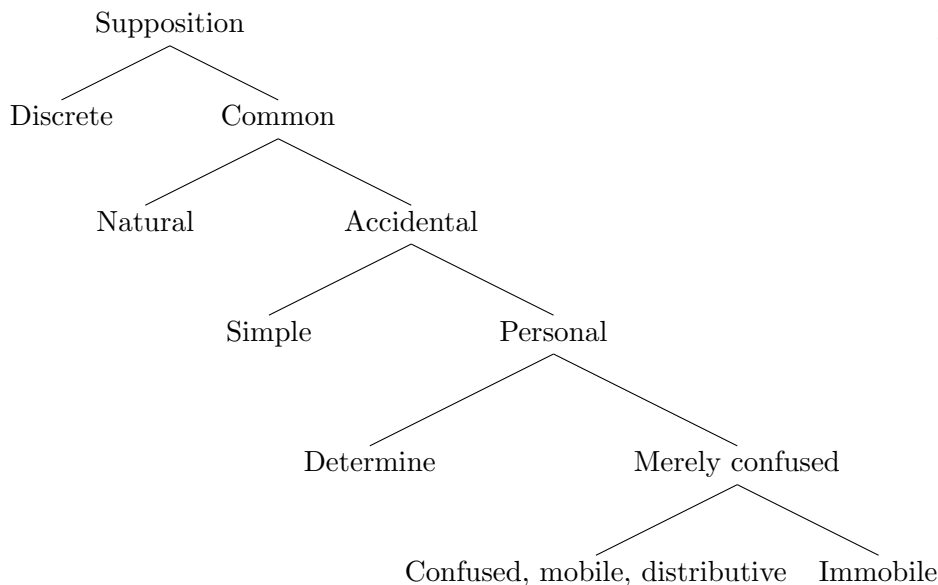 Supposition
Discrete Common
Natural Accidental
Simple Personal
Determine Merely confused
Confused, mobile, distributive Immobile